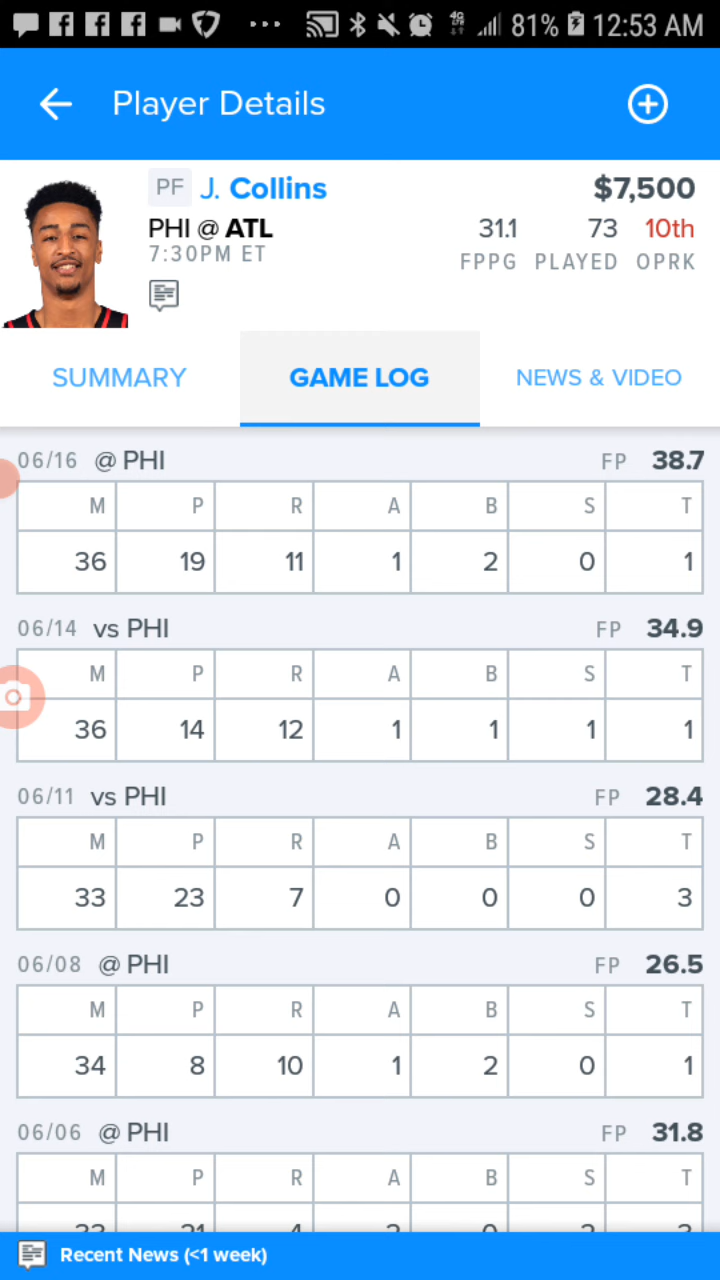 81% 12:53 AM
Player Details
PF J. Collins $7,500
PHI @ ATL 31.1 73 10th
7:30PM ET FPPG PLAYED OPRK
SUMMARY GAME LOG NEWS & VIDEO
06/16 @ PHI FP 38.7
M P R A B S T
36 19 11 1 2 0 1
06/14 vs PHI FP 34.9
M P R A B S T
36 14 12 1 1 1 1
06/11 vs PHI FP 28.4
M P R A B S T
33 23 7 0 0 0 3
06/08 @ PHI FP 26.5
M P R A B S T
34 8 10 1 2 0 1
06/06 @ PHI FP 31.8
M P R A B S T
Recent News (<1 week)